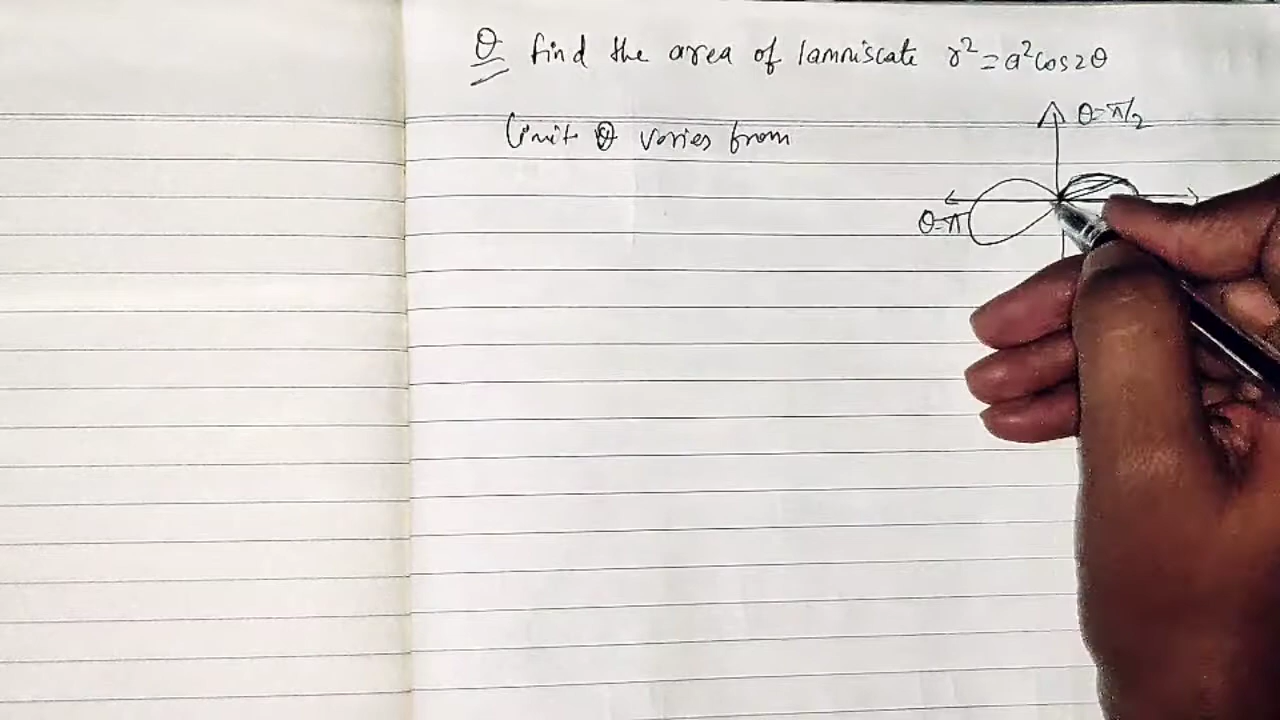 Q find the area of lamniscate r²=a²cos2θ
limit θ varies from
θ=π/2
θ=π